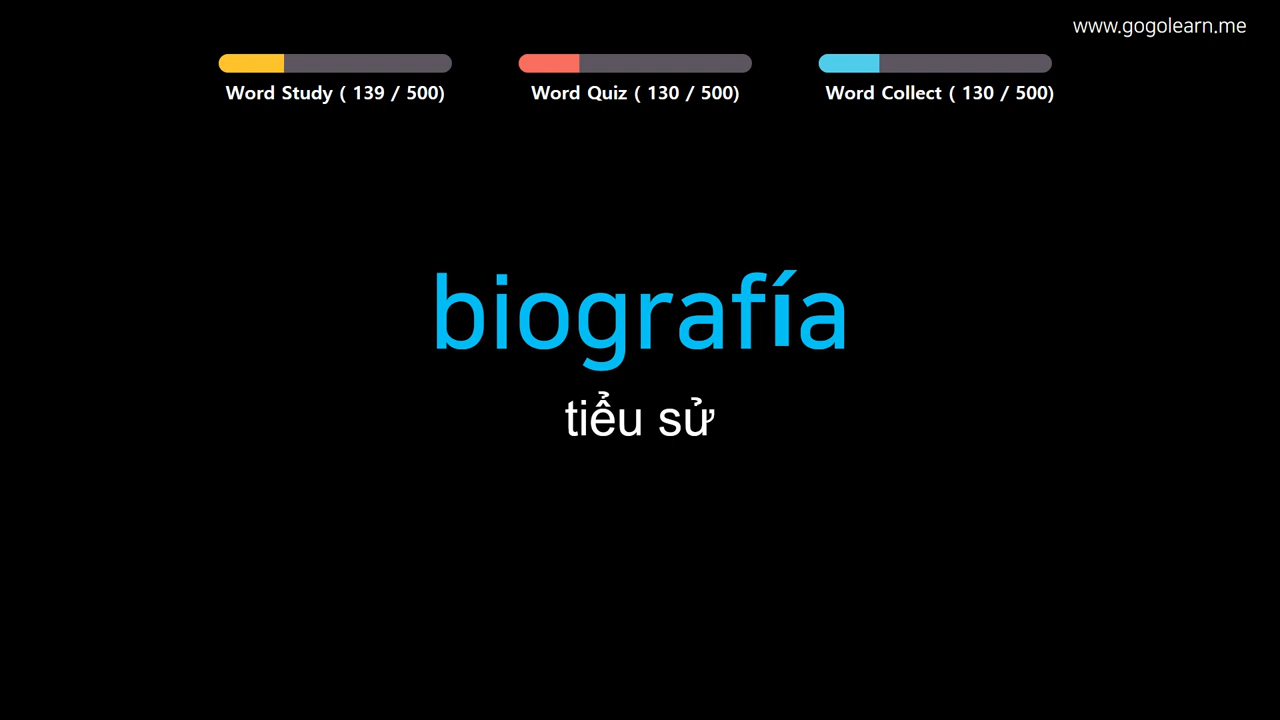 www.gogolearn.me
Word Study ( 139 / 500)
Word Quiz ( 130 / 500)
Word Collect ( 130 / 500)
biografía
tiểu sử